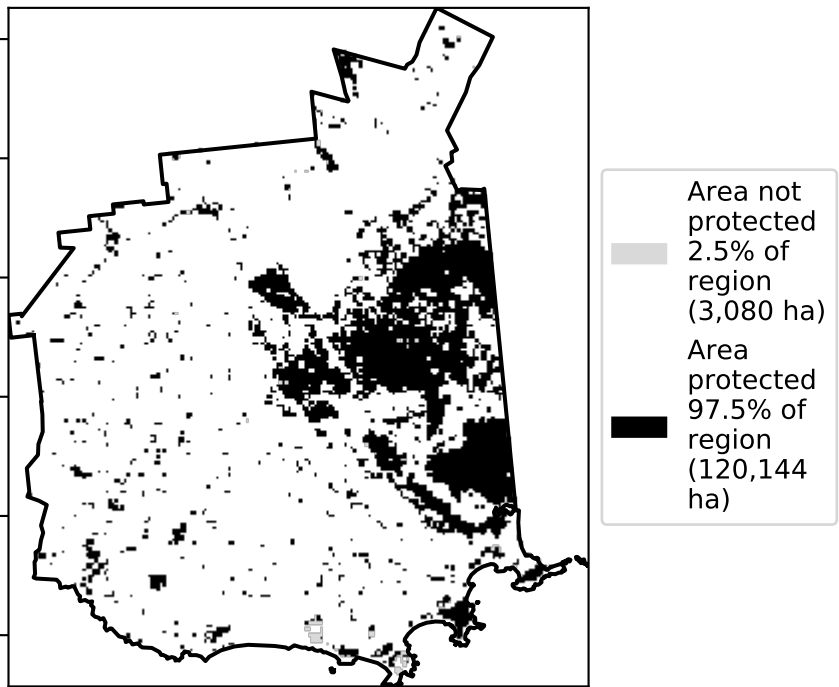 Area not
protected
2.5% of
region
(3,080 ha)
Area
protected
97.5% of
region
(120,144
ha)